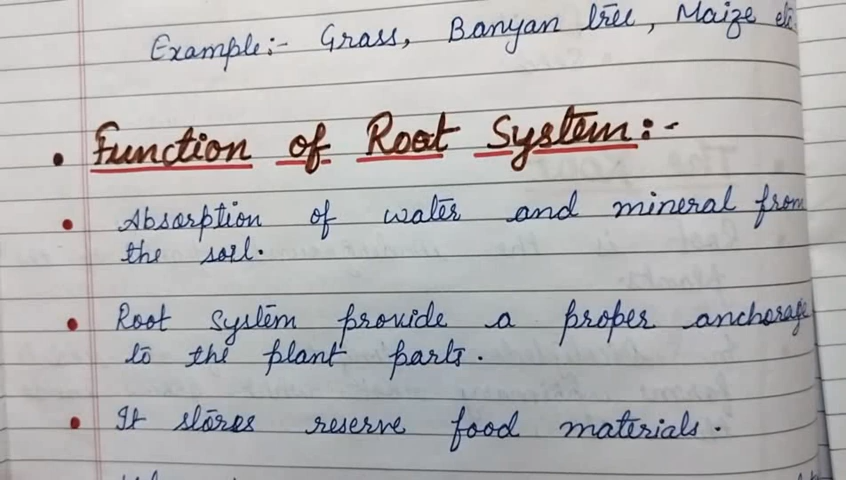 Example:- Grass, Banyan tree, Maize etc.
• Function of Root System:-
• Absorption of water and mineral from
the soil.
• Root system provide a proper anchorage
to the plant parts.
• It stores reserve food materials.